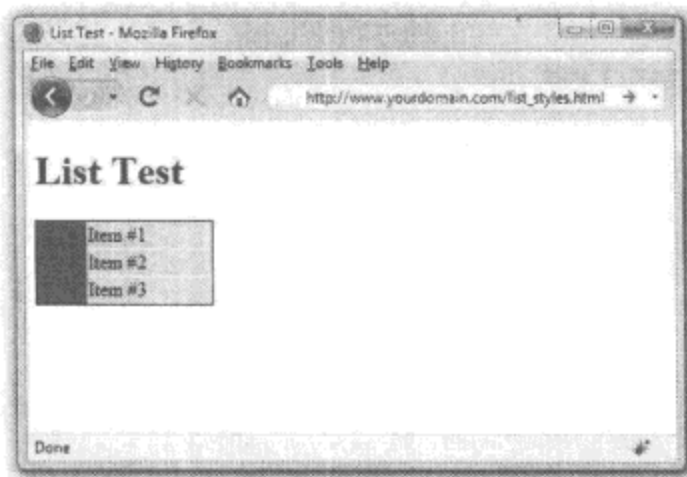 List Test - Mozilla Firefox
File Edit View History Bookmarks Tools Help
http://www.yourdomain.com/list_styles.html
List Test
Item #1
Item #2
Item #3
Done